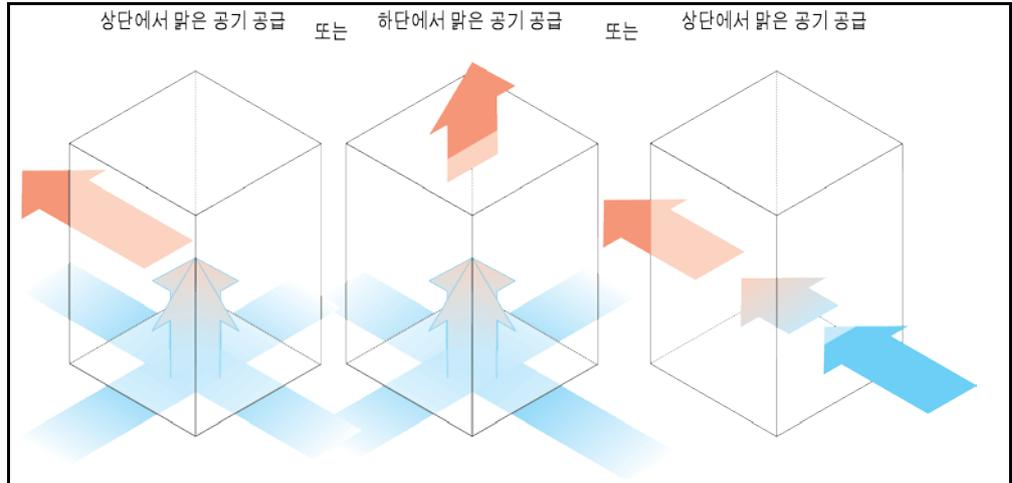 상단에서 맑은 공기 공급
또는
하단에서 맑은 공기 공급
또는
상단에서 맑은 공기 공급